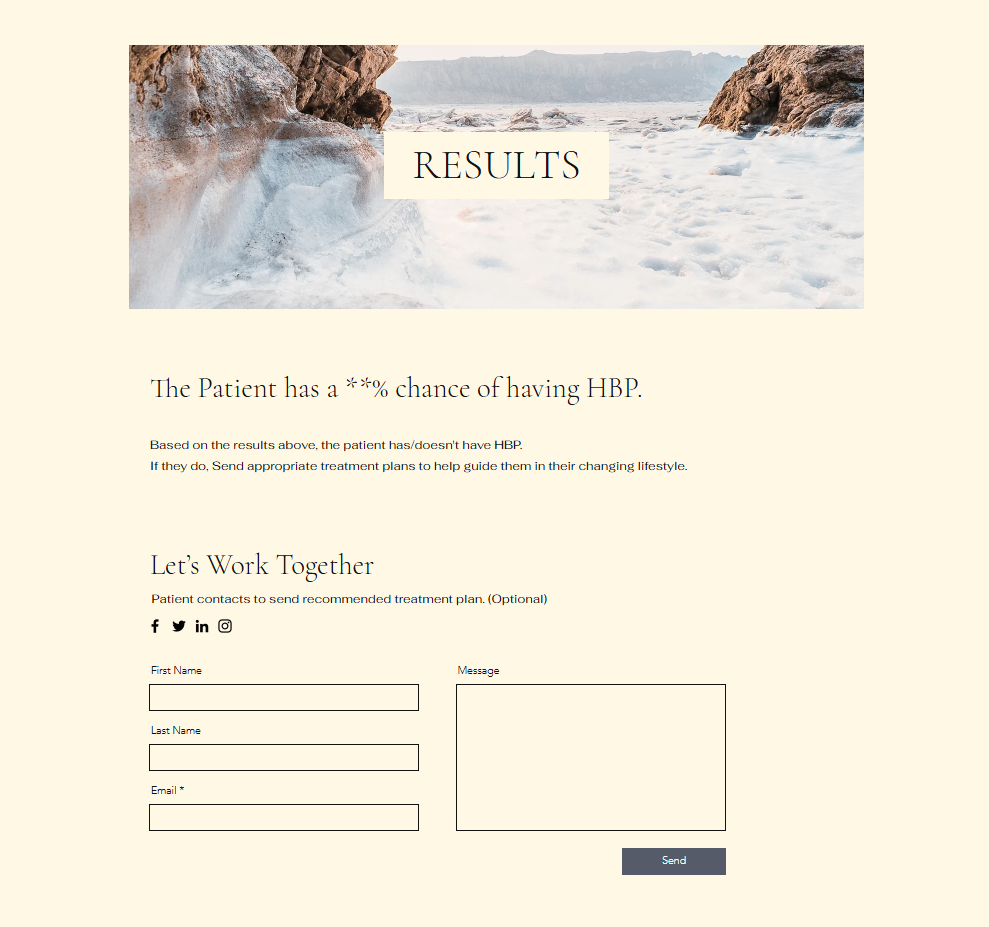 RESULTS
The Patient has a **% chance of having HBP.
Based on the results above, the patient has/doesn't have HBP.
If they do, Send appropriate treatment plans to help guide them in their changing lifestyle.
Let’s Work Together
Patient contacts to send recommended treatment plan. (Optional)
First Name
Last Name
Email *
Message
Send